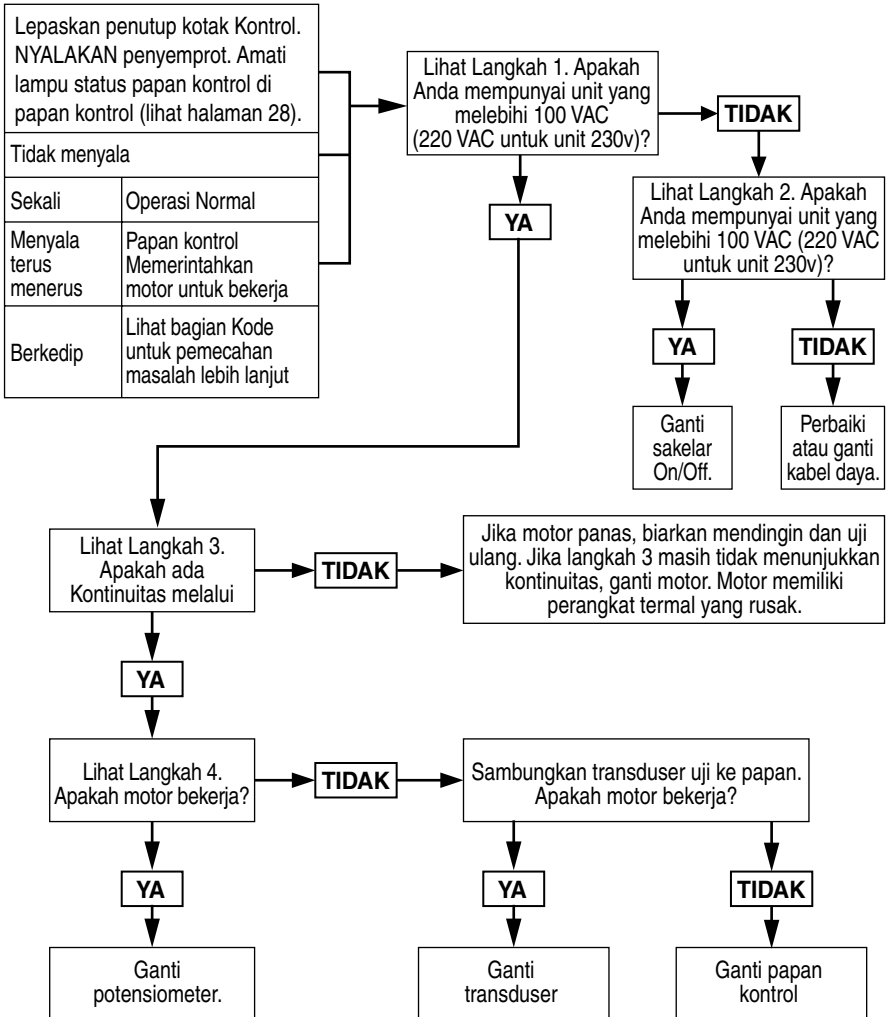 Lepaskan penutup kotak Kontrol.
NYALAKAN penyemprot. Amati
lampu status papan kontrol di
papan kontrol (lihat halaman 28).
Tidak menyala
Sekali
Operasi Normal
Menyala
terus
menerus
Papan kontrol
Memerintahkan
motor untuk bekerja
Berkedip
Lihat bagian Kode
untuk pemecahan
masalah lebih lanjut
Lihat Langkah 1. Apakah
Anda mempunyai unit yang
melebihi 100 VAC
(220 VAC untuk unit 230v)?
TIDAK
YA
Lihat Langkah 2. Apakah
Anda mempunyai unit yang
melebihi 100 VAC (220 VAC
untuk unit 230v)?
YA
TIDAK
Ganti
sakelar
On/Off.
Perbaiki
atau ganti
kabel daya.
Lihat Langkah 3.
Apakah ada
Kontinuitas melalui
TIDAK
Jika motor panas, biarkan mendingin dan uji
ulang. Jika langkah 3 masih tidak menunjukkan
kontinuitas, ganti motor. Motor memiliki
perangkat termal yang rusak.
YA
Lihat Langkah 4.
Apakah motor bekerja?
TIDAK
Sambungkan transduser uji ke papan.
Apakah motor bekerja?
YA
YA
TIDAK
Ganti
potensiometer.
Ganti
transduser
Ganti papan
kontrol